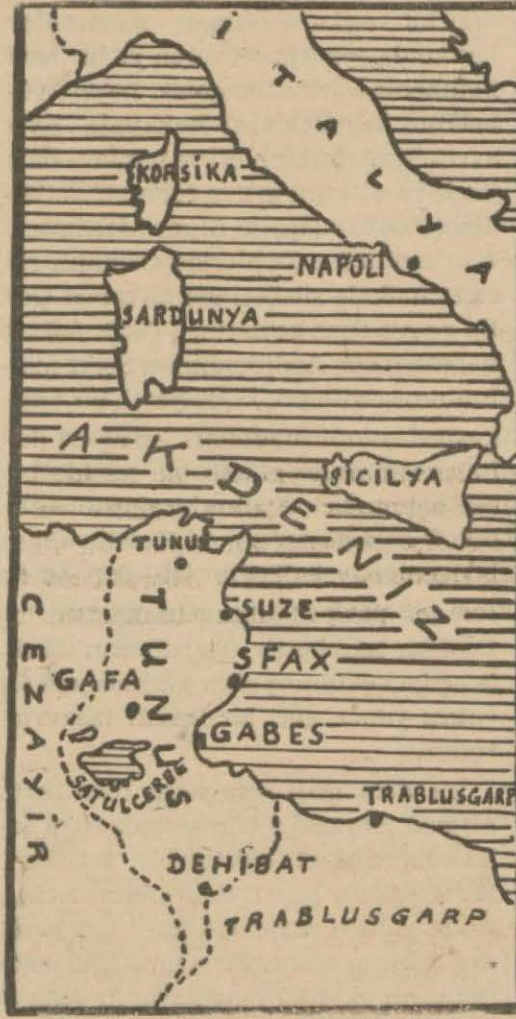 İTALYA
KORSİKA
NAPOLİ
SARDUNYA
AKDENİZ
SİCİLYA
TUNUS
TUNUS
CEZAYİR
SUZE
SFAX
GAFA
GABES
SATULCERBE
TRABLUSGARP
DEHİBAT
TRABLUSGARP